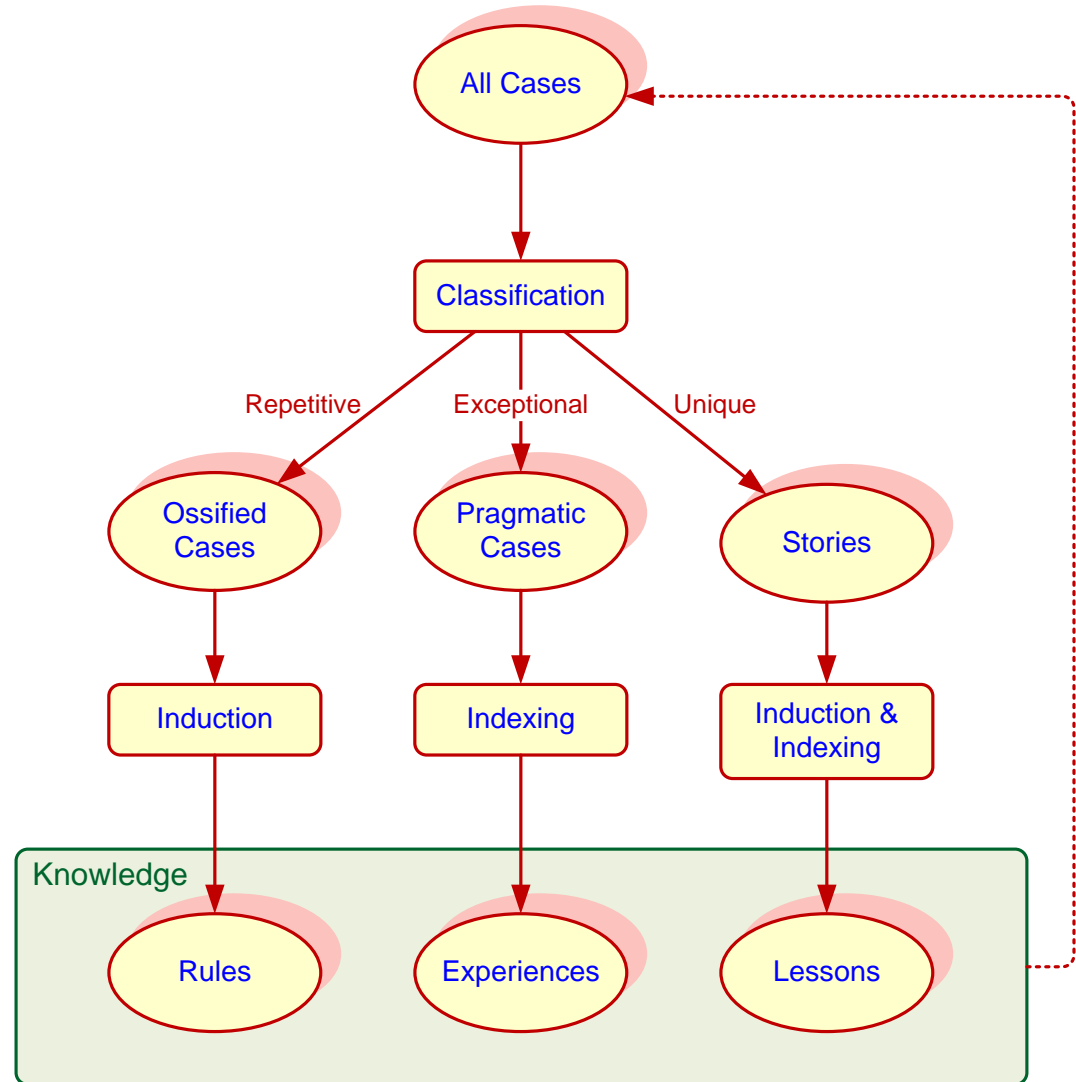 All Cases
Classification
Repetitive
Exceptional
Unique
Ossified
Cases
Pragmatic
Cases
Stories
Induction
Indexing
Induction &
Indexing
Knowledge
Rules
Experiences
Lessons